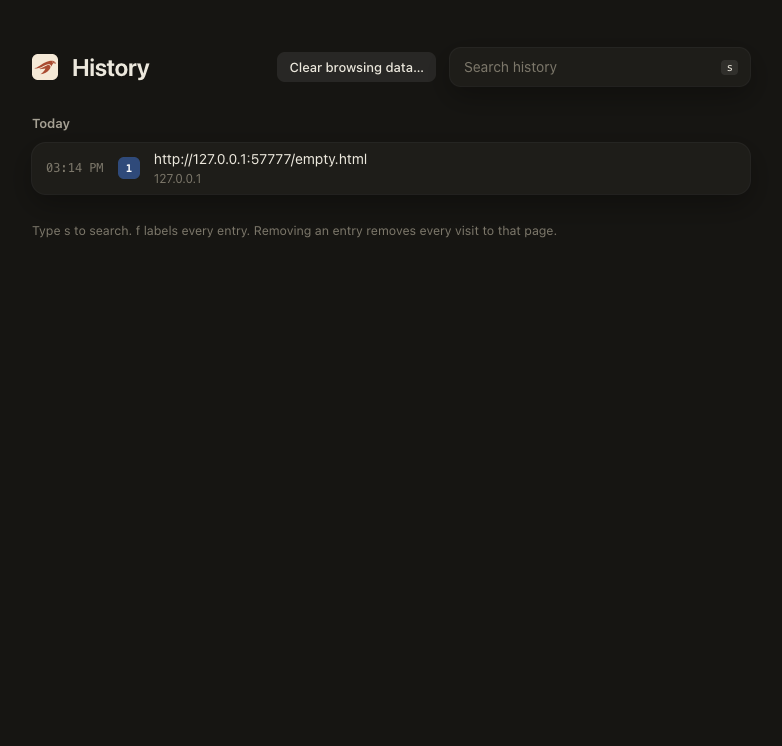 History
Clear browsing data...
Search history
s
Today
03:14 PM
1
http://127.0.0.1:57777/empty.html
127.0.0.1
Type s to search. f labels every entry. Removing an entry removes every visit to that page.